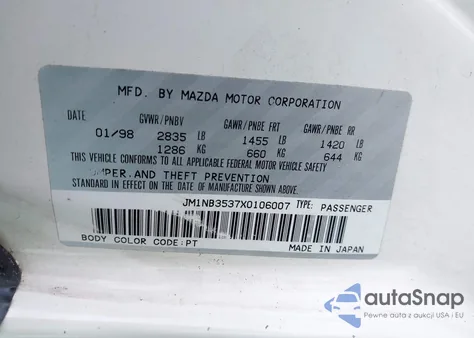 MFD. BY MAZDA MOTOR CORPORATION
DATE GVWR/PNBV GAWR/PNBE FRT GAWR/PNBE RR
01/98 2835 LB 1455 LB 1420 LB
1286 KG 660 KG 644 KG
THIS VEHICLE CONFORMS TO ALL APPLICABLE FEDERAL MOTOR VEHICLE SAFETY
BUMPER.AND THEFT PREVENTION
STANDARD IN EFFECT ON THE DATE OF MANUFACTURE SHOWN ABOVE.
JM1NB3537X0106007 TYPE: PASSENGER
BODY COLOR CODE:PT MADE IN JAPAN
autoSnap
Pewne auta z aukcji USA i EU